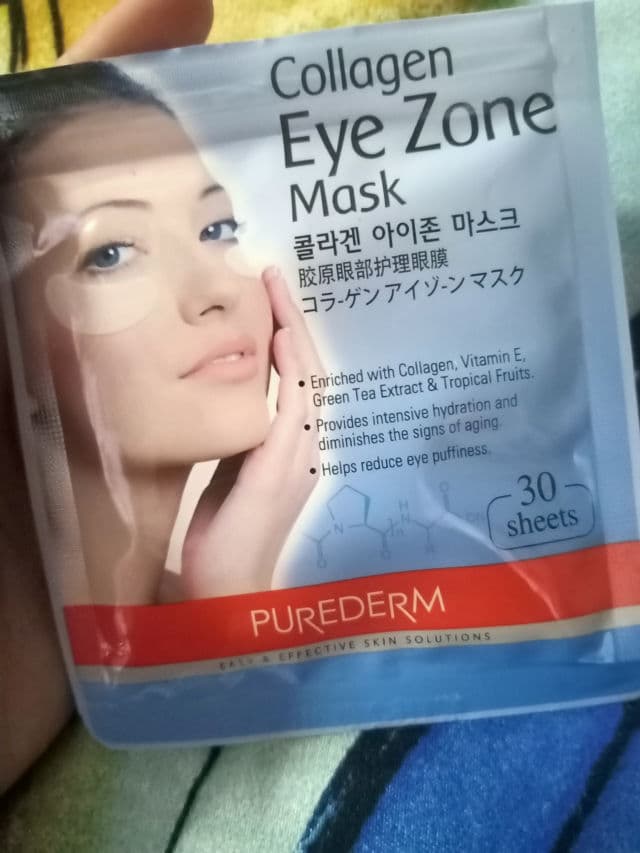 Collagen
Eye Zone
Mask
콜라겐 아이존 마스크
胶原眼部护理眼膜
コラ-ゲン アイゾ-ン マスク
• Enriched with Collagen, Vitamin E,
Green Tea Extract & Tropical Fruits.
• Provides intensive hydration and
diminishes the signs of aging.
• Helps reduce eye puffiness.
30
sheets
PUREDERM
EASY & EFFECTIVE SKIN SOLUTIONS